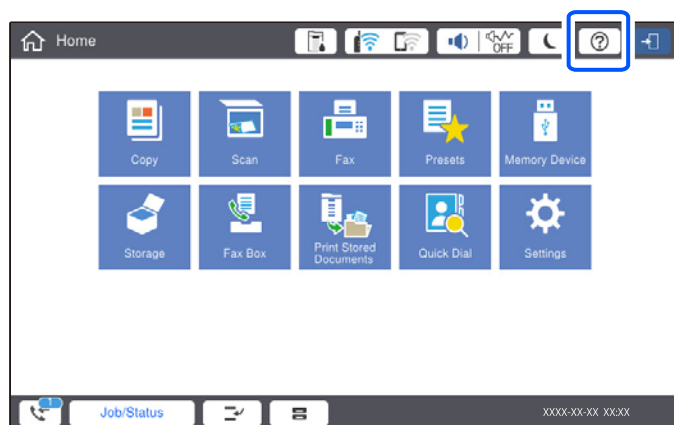 Home
OFF
Copy
Scan
Fax
Presets
Memory Device
Storage
Fax Box
Print Stored
Documents
Quick Dial
Settings
1
Job/Status
XXXX-XX-XX XX:XX